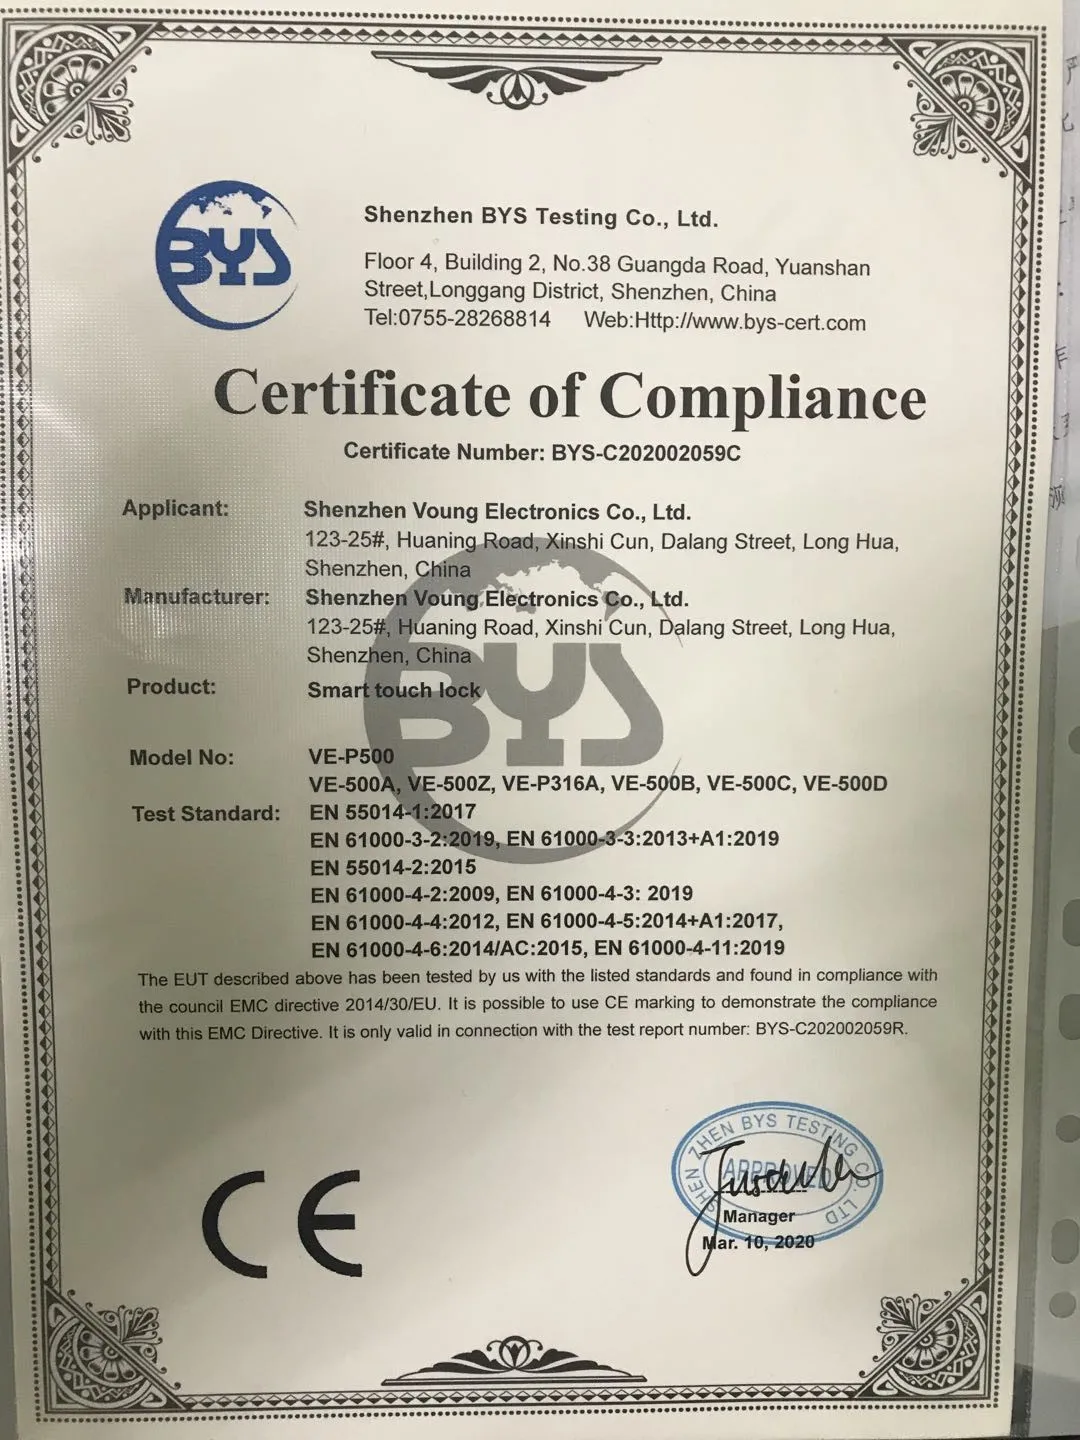 BYS
Shenzhen BYS Testing Co., Ltd.
Floor 4, Building 2, No.38 Guangda Road, Yuanshan
Street,Longgang District, Shenzhen, China
Tel:0755-28268814 Web:Http://www.bys-cert.com
Certificate of Compliance
Certificate Number: BYS-C202002059C
Applicant: Shenzhen Voung Electronics Co., Ltd.
123-25#, Huaning Road, Xinshi Cun, Dalang Street, Long Hua,
Shenzhen, China
Manufacturer: Shenzhen Voung Electronics Co., Ltd.
123-25#, Huaning Road, Xinshi Cun, Dalang Street, Long Hua,
Shenzhen, China
Product: Smart touch lock
BYS
Model No: VE-P500
VE-500A, VE-500Z, VE-P316A, VE-500B, VE-500C, VE-500D
Test Standard: EN 55014-1:2017
EN 61000-3-2:2019, EN 61000-3-3:2013+A1:2019
EN 55014-2:2015
EN 61000-4-2:2009, EN 61000-4-3: 2019
EN 61000-4-4:2012, EN 61000-4-5:2014+A1:2017,
EN 61000-4-6:2014/AC:2015, EN 61000-4-11:2019
The EUT described above has been tested by us with the listed standards and found in compliance with
the council EMC directive 2014/30/EU. It is possible to use CE marking to demonstrate the compliance
with this EMC Directive. It is only valid in connection with the test report number: BYS-C202002059R.
CE
SHEN ZHEN BYS TESTING CO. LTD
APPROVED
Manager
Mar. 10, 2020